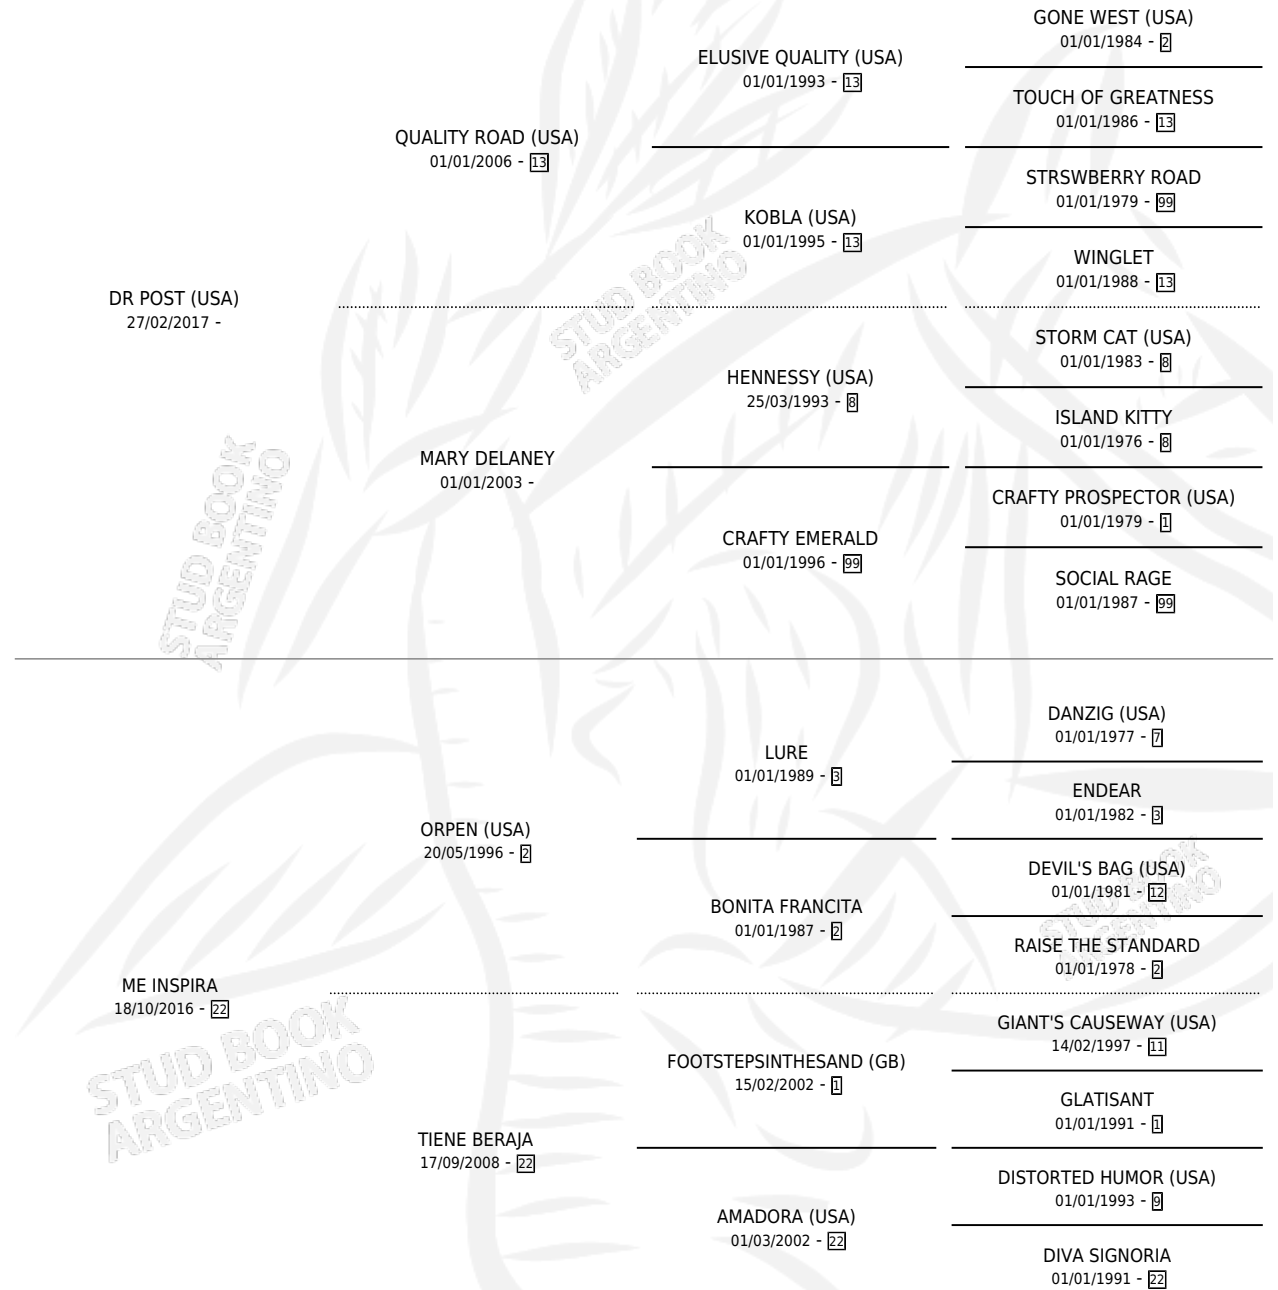 GONE WEST (USA)
01/01/1984 - 2
ELUSIVE QUALITY (USA)
01/01/1993 - 13
TOUCH OF GREATNESS
01/01/1986 - 13
QUALITY ROAD (USA)
01/01/2006 - 13
STRSWBERRY ROAD
01/01/1979 - 99
KOBLA (USA)
01/01/1995 - 13
WINGLET
01/01/1988 - 13
DR POST (USA)
27/02/2017 -
STORM CAT (USA)
01/01/1983 - 8
HENNESSY (USA)
25/03/1993 - 8
ISLAND KITTY
01/01/1976 - 8
MARY DELANEY
01/01/2003 -
CRAFTY PROSPECTOR (USA)
01/01/1979 - 1
CRAFTY EMERALD
01/01/1996 - 99
SOCIAL RAGE
01/01/1987 - 99
DANZIG (USA)
01/01/1977 - 7
LURE
01/01/1989 - 3
ENDEAR
01/01/1982 - 3
ORPEN (USA)
20/05/1996 - 2
DEVIL'S BAG (USA)
01/01/1981 - 12
BONITA FRANCITA
01/01/1987 - 2
RAISE THE STANDARD
01/01/1978 - 2
ME INSPIRA
18/10/2016 - 22
GIANT'S CAUSEWAY (USA)
14/02/1997 - 11
FOOTSTEPSINTHESAND (GB)
15/02/2002 - 1
GLATISANT
01/01/1991 - 1
TIENE BERAJA
17/09/2008 - 22
DISTORTED HUMOR (USA)
01/01/1993 - 9
AMADORA (USA)
01/03/2002 - 22
DIVA SIGNORIA
01/01/1991 - 22
STUD BOOK
ARGENTINO
STUD BOOK
ARGENTINO
STUD BOOK
ARGENTINO
STUD BOOK
ARGENTINO